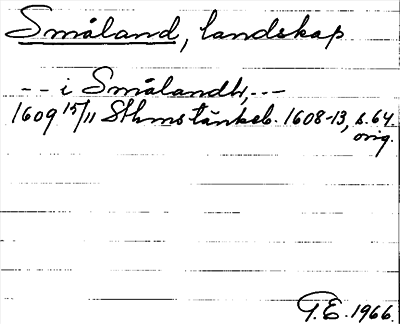 Småland, landskap
-- i Smålandh, --
1609 15/11 Sthms tänkeb. 1608-13, s. 64.
orig.
G.E. 1966.